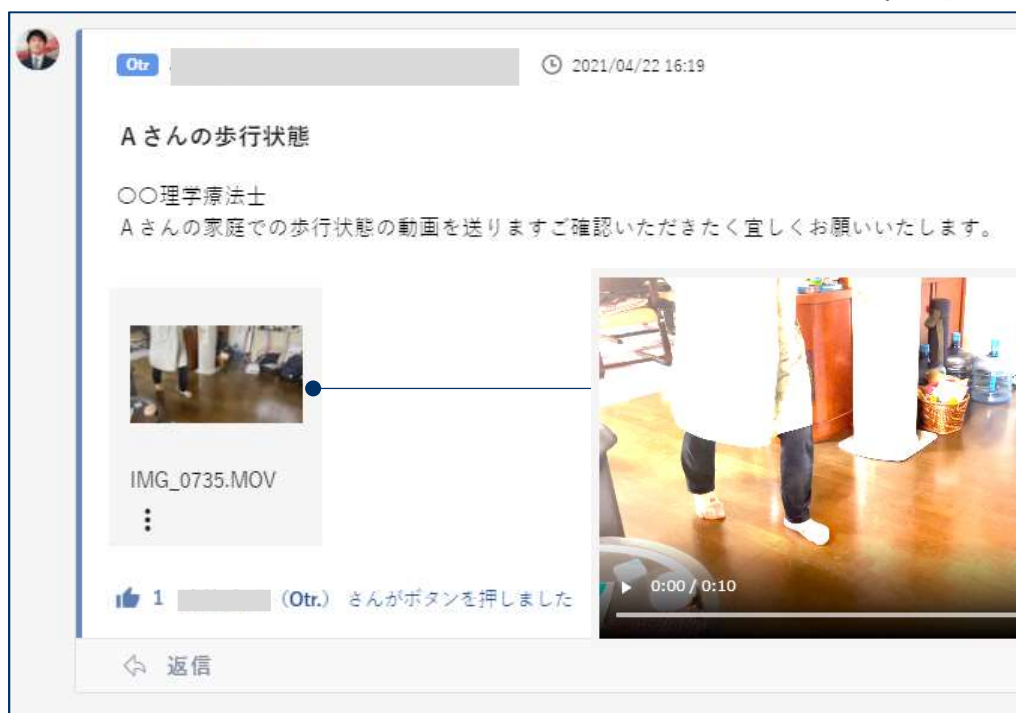 Otr
2021/04/22 16:19
Aさんの歩行状態
〇〇理学療法士
Aさんの家庭での歩行状態の動画を送りますご確認いただきたく宜しくお願いいたします。
IMG_0735.MOV
0:00 / 0:10
1 (Otr.) さんがボタンを押しました
返信